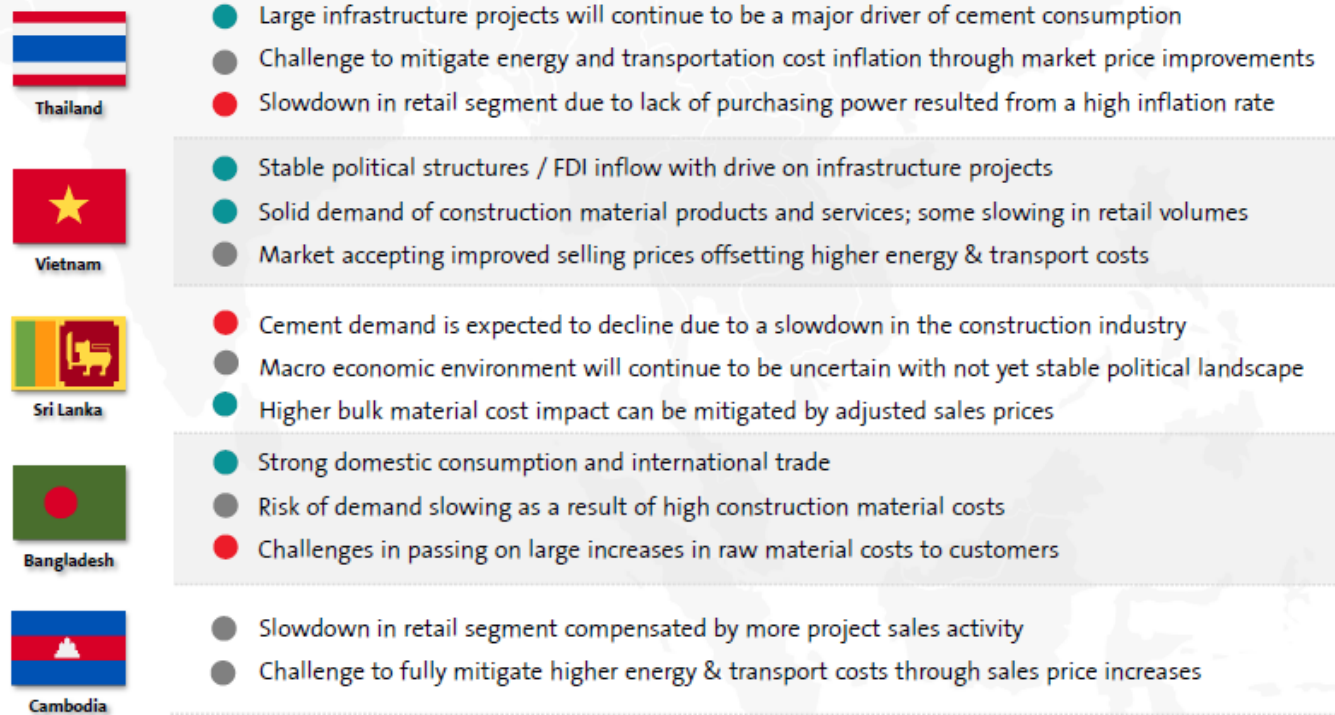 Large infrastructure projects will continue to be a major driver of cement consumption
Challenge to mitigate energy and transportation cost inflation through market price improvements
Thailand
Slowdown in retail segment due to lack of purchasing power resulted from a high inflation rate
Stable political structures / FDI inflow with drive on infrastructure projects
Solid demand of construction material products and services; some slowing in retail volumes
Vietnam
Market accepting improved selling prices offsetting higher energy & transport costs
Cement demand is expected to decline due to a slowdown in the construction industry
Macro economic environment will continue to be uncertain with not yet stable political landscape
Sri Lanka
Higher bulk material cost impact can be mitigated by adjusted sales prices
Strong domestic consumption and international trade
Risk of demand slowing as a result of high construction material costs
Bangladesh
Challenges in passing on large increases in raw material costs to customers
Slowdown in retail segment compensated by more project sales activity
Challenge to fully mitigate higher energy & transport costs through sales price increases
Cambodia